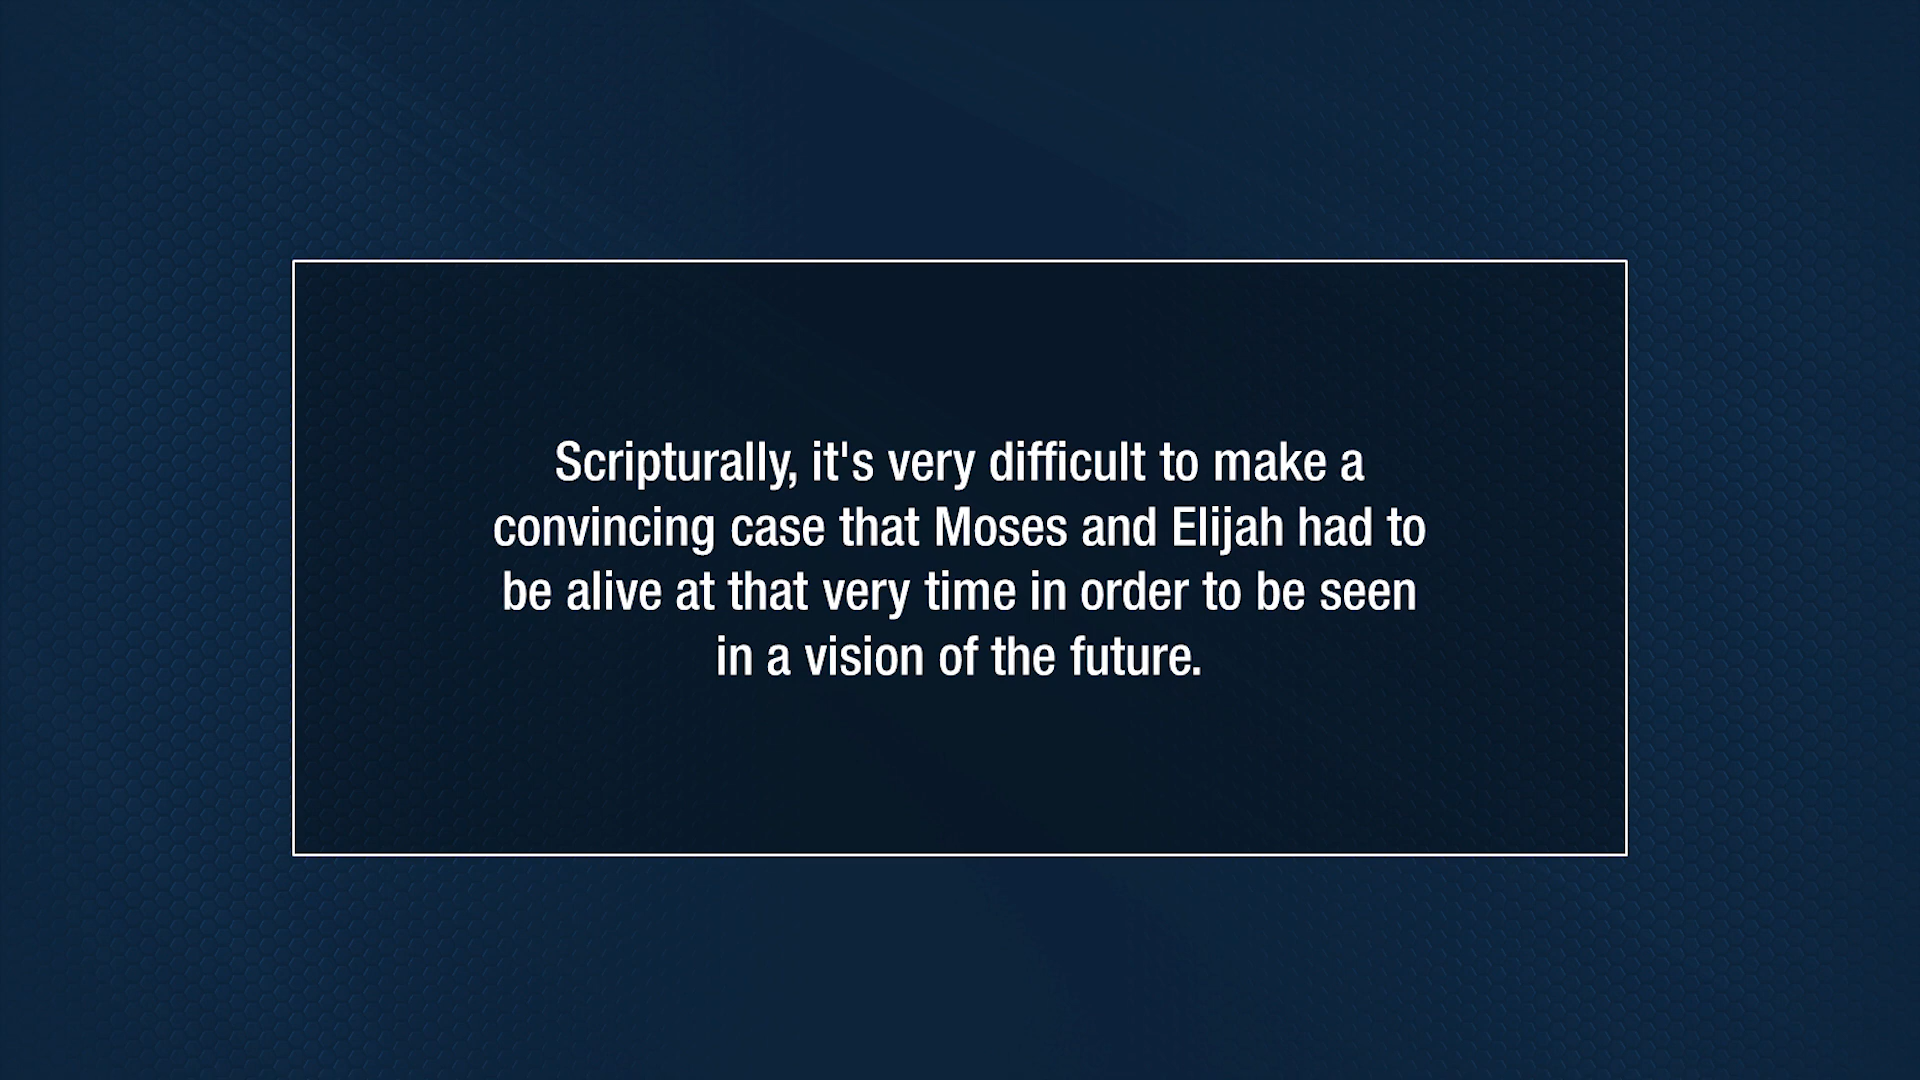 Scripturally, it's very difficult to make a
convincing case that Moses and Elijah had to
be alive at that very time in order to be seen
in a vision of the future.